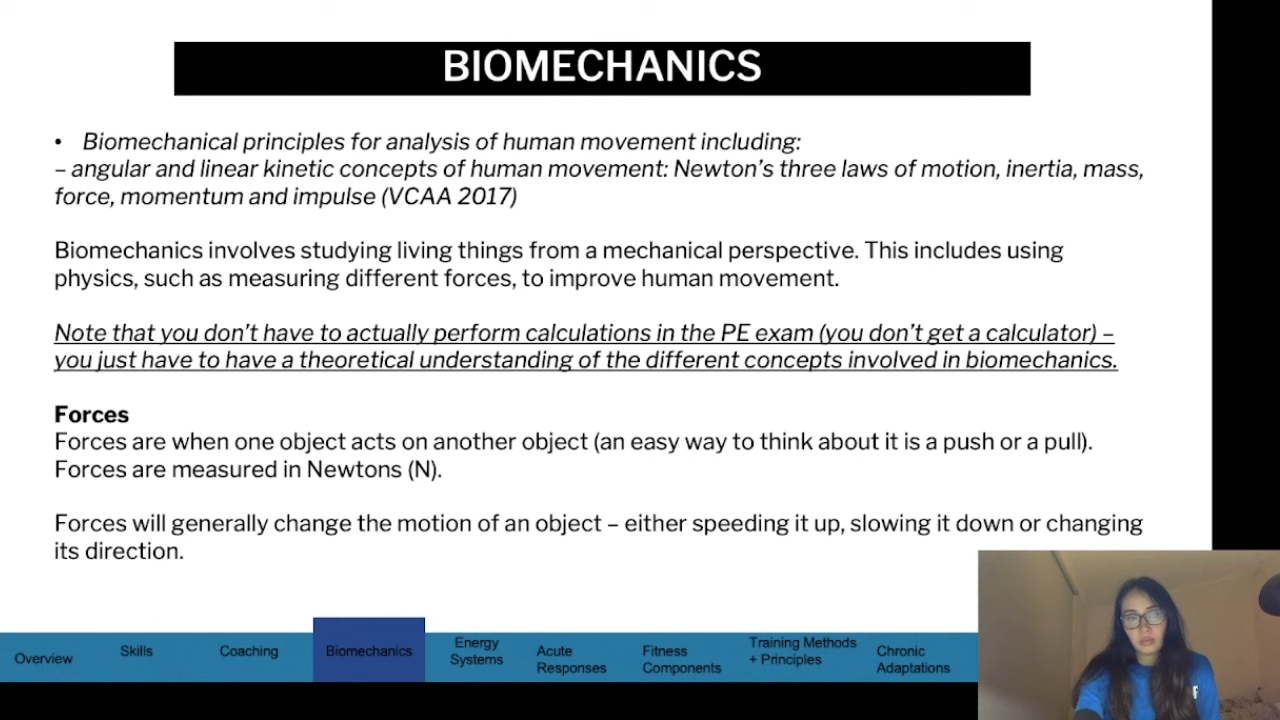 BIOMECHANICS
• Biomechanical principles for analysis of human movement including:
– angular and linear kinetic concepts of human movement: Newton's three laws of motion, inertia, mass,
force, momentum and impulse (VCAA 2017)
Biomechanics involves studying living things from a mechanical perspective. This includes using
physics, such as measuring different forces, to improve human movement.
Note that you don't have to actually perform calculations in the PE exam (you don't get a calculator) –
you just have to have a theoretical understanding of the different concepts involved in biomechanics.
Forces
Forces are when one object acts on another object (an easy way to think about it is a push or a pull).
Forces are measured in Newtons (N).
Forces will generally change the motion of an object – either speeding it up, slowing it down or changing
its direction.
Overview
Skills
Coaching
Biomechanics
Energy
Systems
Acute
Responses
Fitness
Components
Training Methods
+ Principles
Chronic
Adaptations